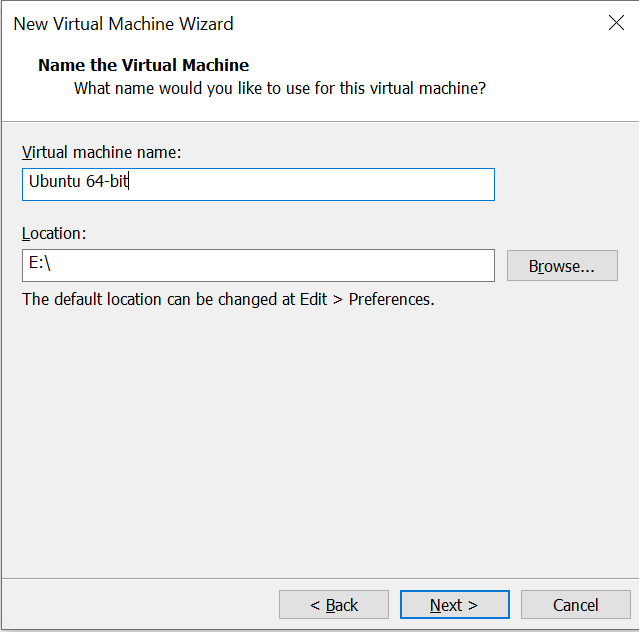 New Virtual Machine Wizard
Name the Virtual Machine
What name would you like to use for this virtual machine?
Virtual machine name:
Ubuntu 64-bit
Location:
E:\
Browse...
The default location can be changed at Edit > Preferences.
< Back
Next >
Cancel